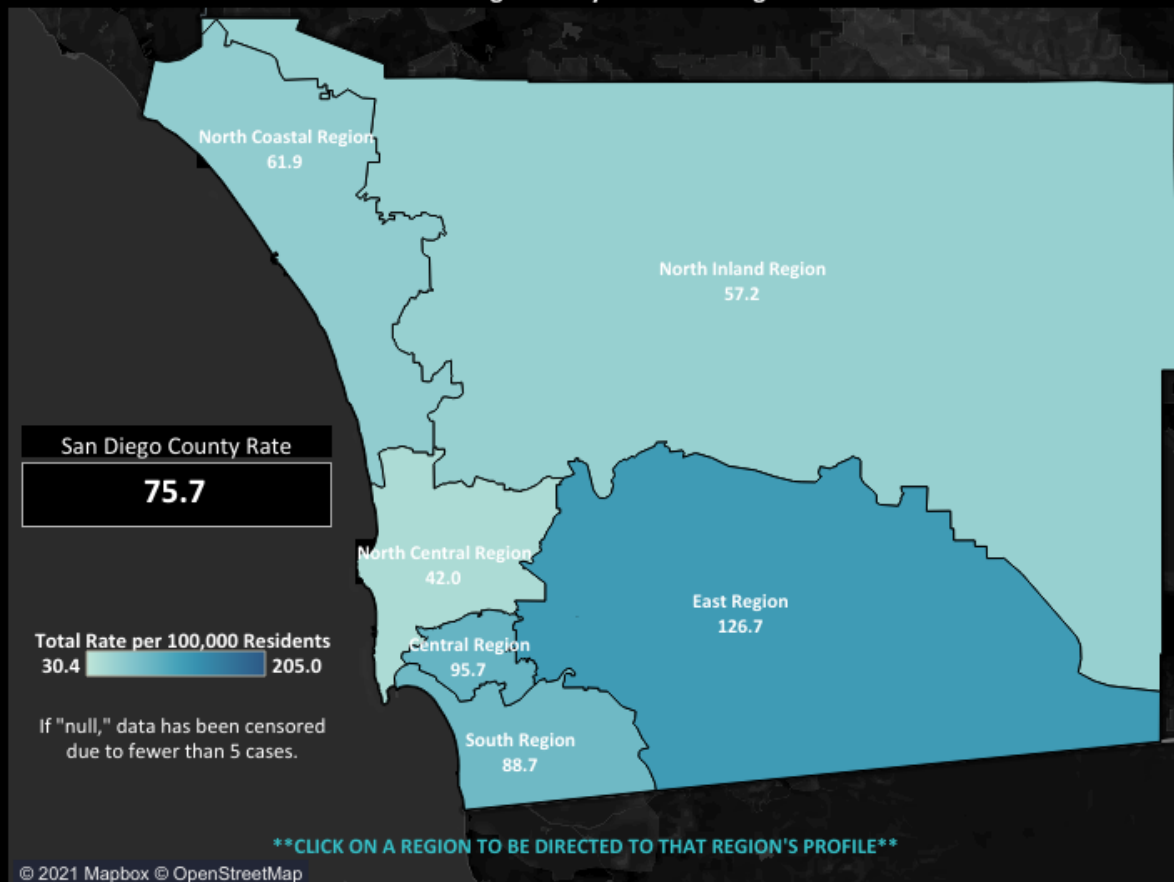 North Coastal Region
61.9
North Inland Region
57.2
San Diego County Rate
75.7
North Central Region
42.0
East Region
126.7
Central Region
95.7
Total Rate per 100,000 Residents
30.4 205.0
If "null," data has been censored
due to fewer than 5 cases.
South Region
88.7
**CLICK ON A REGION TO BE DIRECTED TO THAT REGION'S PROFILE**
© 2021 Mapbox © OpenStreetMap